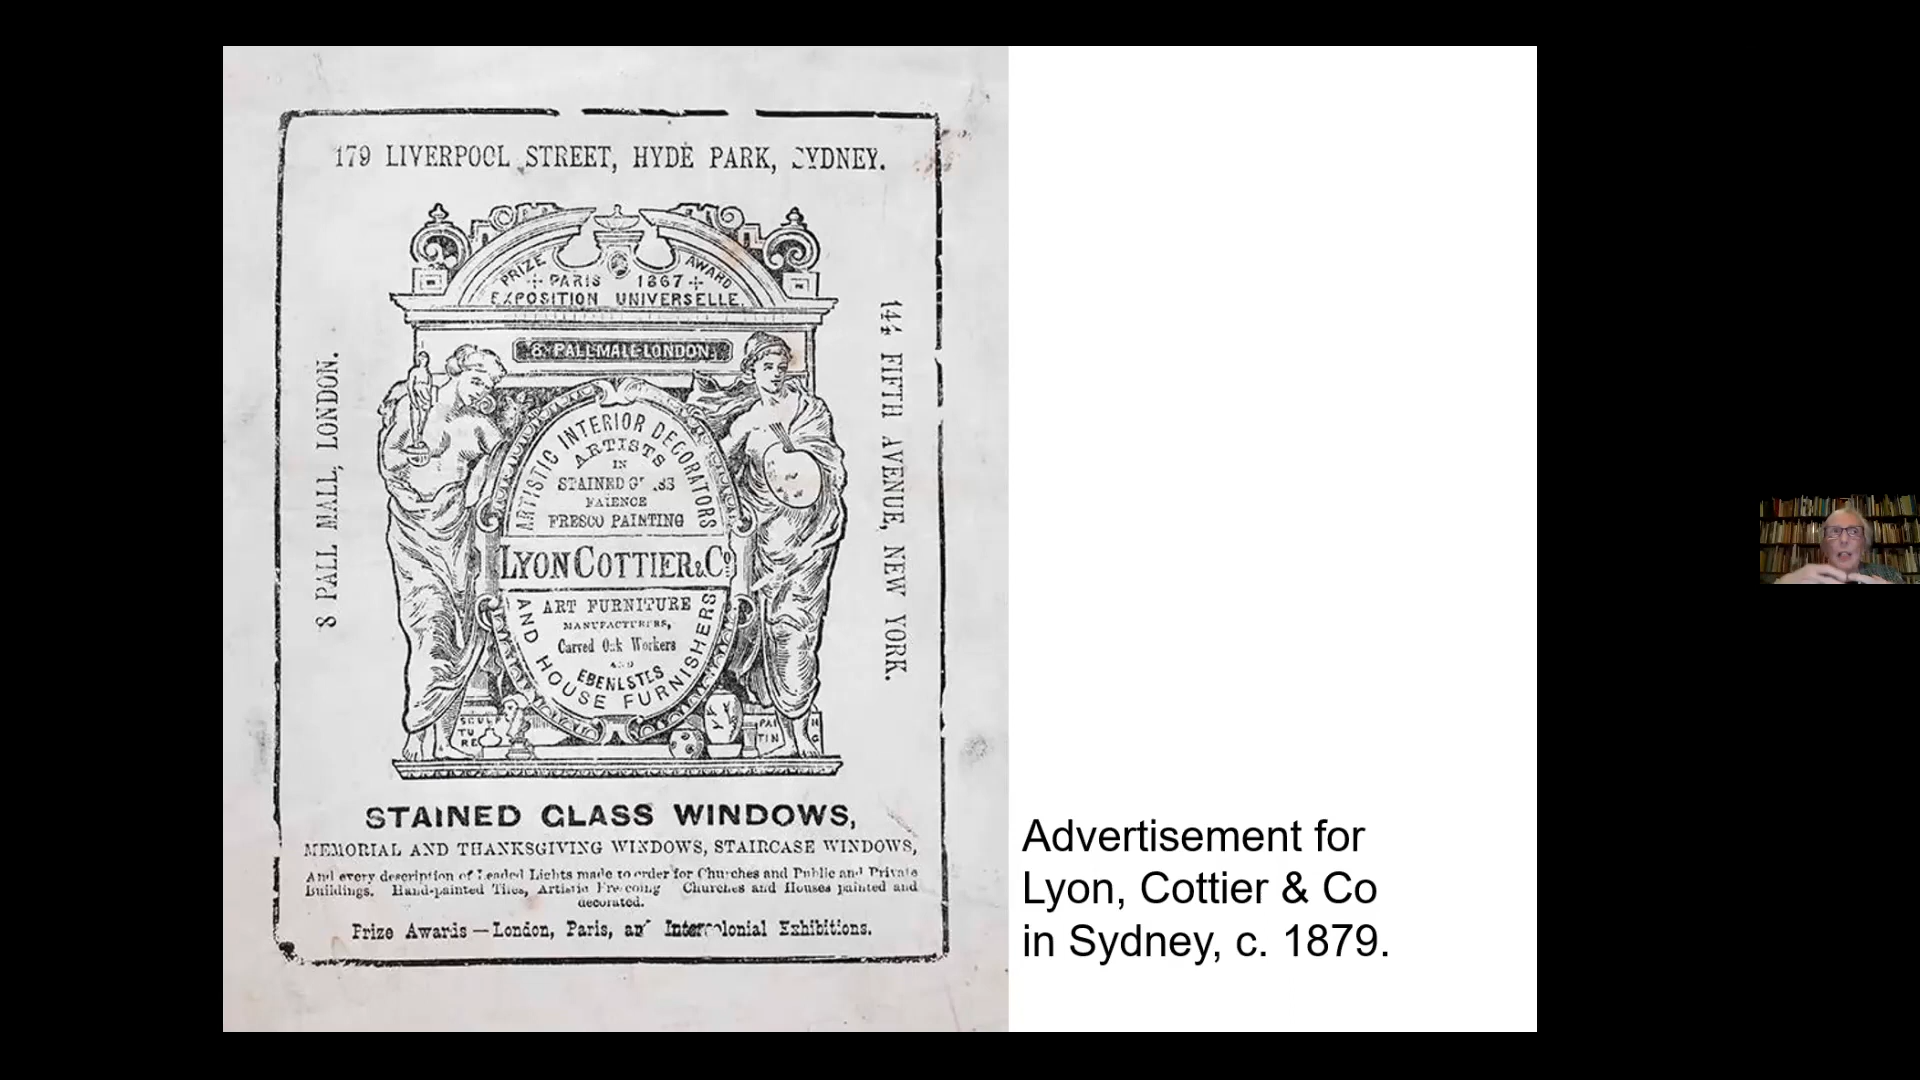 179 LIVERPOOL STREET, HYDE PARK, SYDNEY.
8 PALL MALL, LONDON.
144 FIFTH AVENUE, NEW YORK.
PRIZE AWARD
PARIS 1867
EXPOSITION UNIVERSELLE.
8 PALL MALL LONDON.
ARTISTIC INTERIOR DECORATORS
ARTISTS
IN
STAINED GLASS
FAIENCE
FRESCO PAINTING
LYON COTTIER & Co
ART FURNITURE
MANUFACTURERS,
Carved Oak Workers
AND
EBENISTES
AND HOUSE FURNISHERS
SCULP
TU
RE
PAI N
TIN G
STAINED GLASS WINDOWS,
MEMORIAL AND THANKSGIVING WINDOWS, STAIRCASE WINDOWS,
And every description of Leaded Lights made to order for Churches and Public and Private
Buildings. Hand-painted Tiles, Artistic Frescoing Churches and Houses painted and
decorated.
Prize Awards — London, Paris, and Intercolonial Exhibitions.
Advertisement for
Lyon, Cottier & Co
in Sydney, c. 1879.